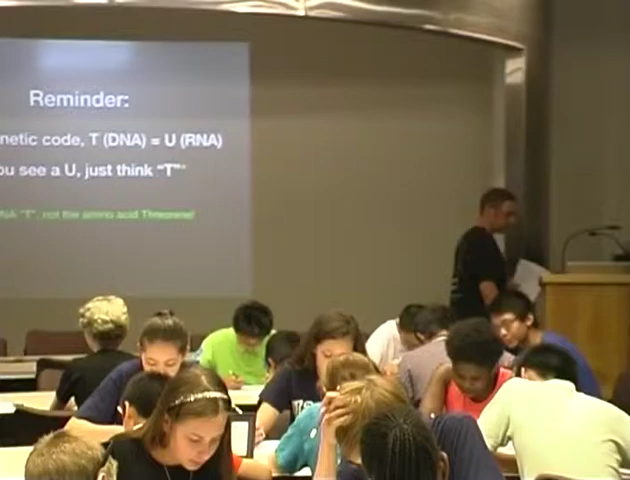 Reminder:
netic code, T (DNA) = U (RNA)
ou see a U, just think "T"
"T", not the amino acid Threonine!